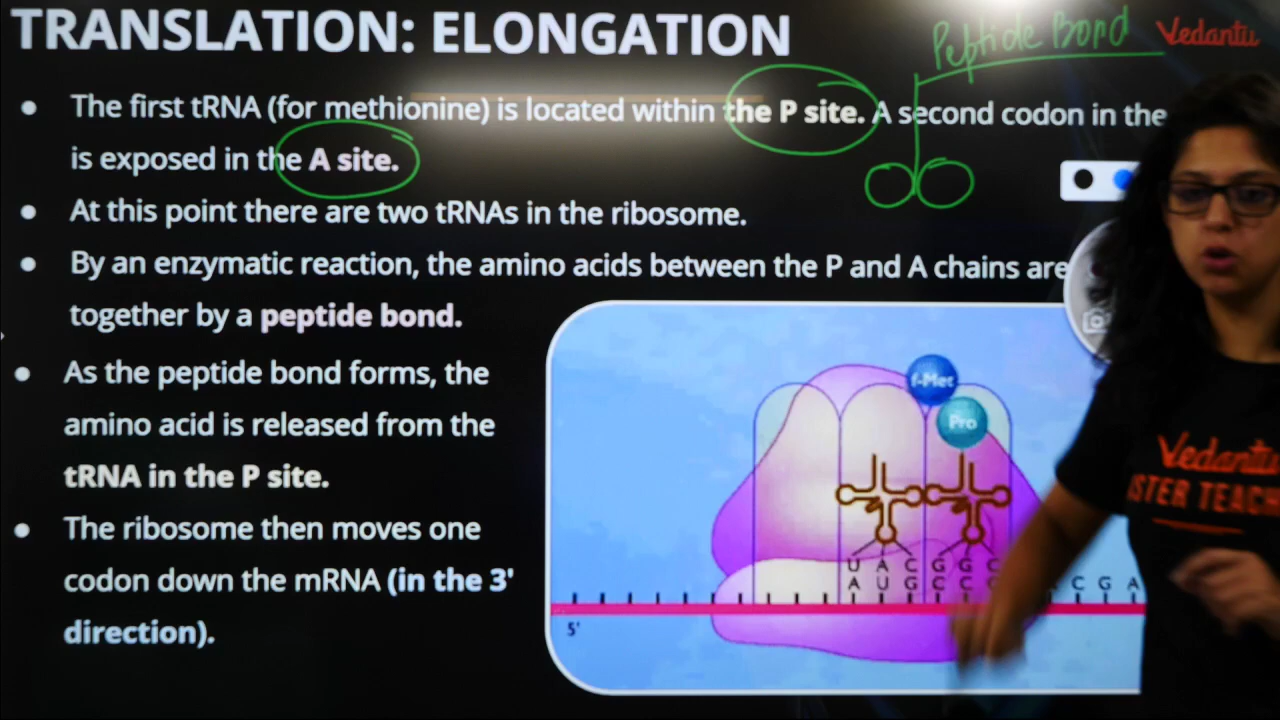 TRANSLATION: ELONGATION
Peptide Bond
Vedantu
● The first tRNA (for methionine) is located within the P site. A second codon in the
is exposed in the A site.
● At this point there are two tRNAs in the ribosome.
● By an enzymatic reaction, the amino acids between the P and A chains are
together by a peptide bond.
● As the peptide bond forms, the
amino acid is released from the
tRNA in the P site.
● The ribosome then moves one
codon down the mRNA (in the 3'
direction).
f-Met
Pro
U A C G G C
A U G C C C G A
5'
Vedantu
STER TEACH